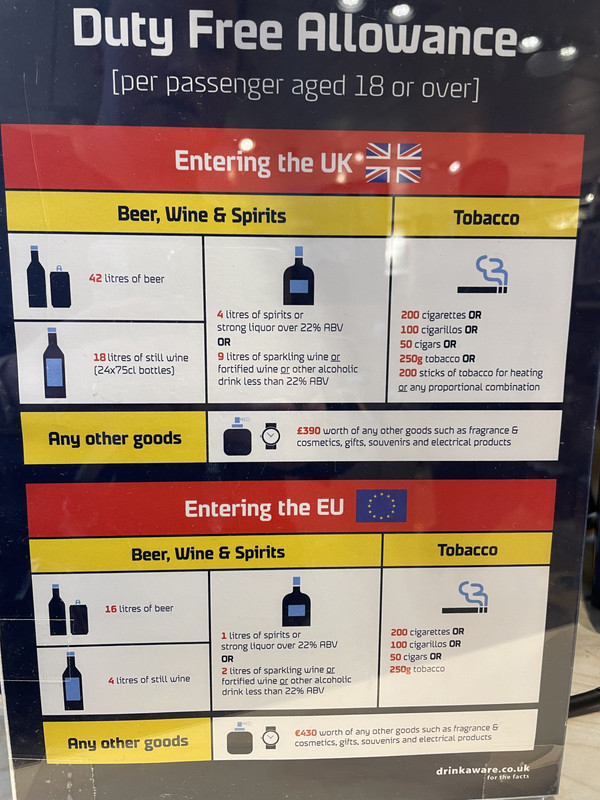 Duty Free Allowance
[per passenger aged 18 or over]
Entering the UK
Beer, Wine & Spirits
Tobacco
42 litres of beer
18 litres of still wine
(24x75cl bottles)
4 litres of spirits or
strong liquor over 22% ABV
OR
9 litres of sparkling wine or
fortified wine or other alcoholic
drink less than 22% ABV
200 cigarettes OR
100 cigarillos OR
50 cigars OR
250g tobacco OR
200 sticks of tobacco for heating
or any proportional combination
Any other goods
£390 worth of any other goods such as fragrance &
cosmetics, gifts, souvenirs and electrical products
Entering the EU
Beer, Wine & Spirits
Tobacco
16 litres of beer
4 litres of still wine
1 litres of spirits or
strong liquor over 22% ABV
OR
2 litres of sparkling wine or
fortified wine or other alcoholic
drink less than 22% ABV
200 cigarettes OR
100 cigarillos OR
50 cigars OR
250g tobacco
Any other goods
€430 worth of any other goods such as fragrance &
cosmetics, gifts, souvenirs and electrical products
drinkaware.co.uk
for the facts